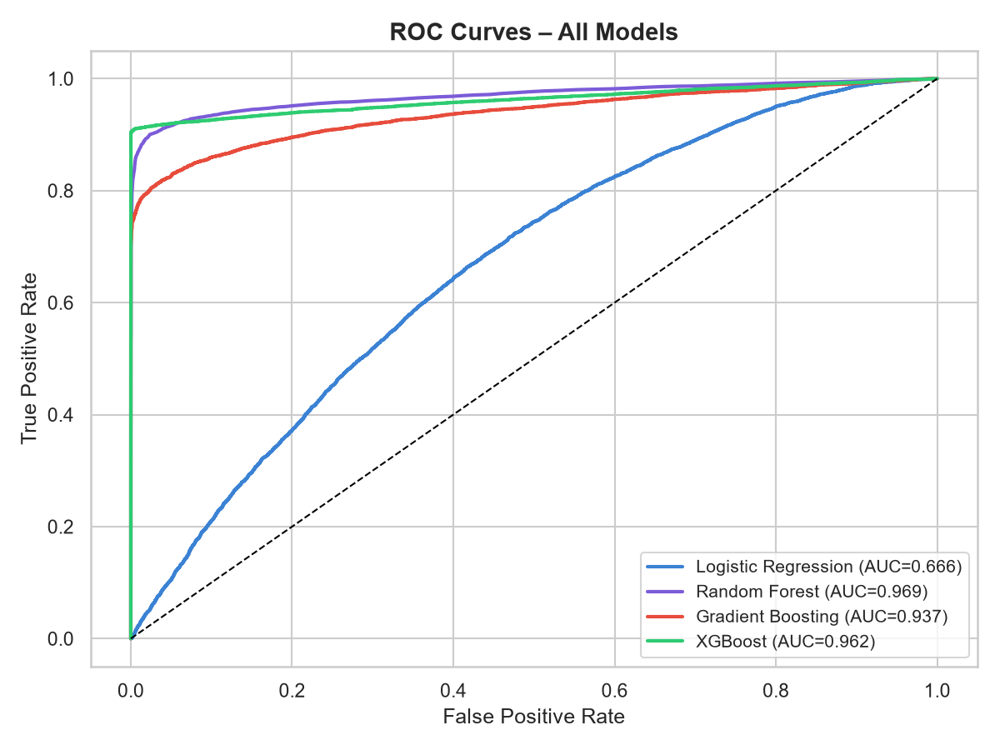 ROC Curves – All Models
True Positive Rate
1.0
0.8
0.6
0.4
0.2
0.0
0.0 0.2 0.4 0.6 0.8 1.0
False Positive Rate
Logistic Regression (AUC=0.666)
Random Forest (AUC=0.969)
Gradient Boosting (AUC=0.937)
XGBoost (AUC=0.962)